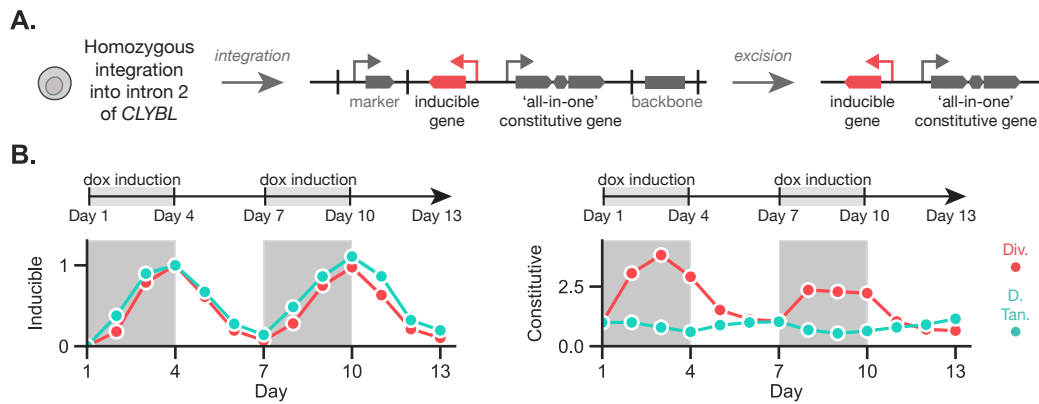 A.
Homozygous
integration
into intron 2
of CLYBL
integration
marker
inducible
gene
'all-in-one'
constitutive gene
backbone
excision
inducible
gene
'all-in-one'
constitutive gene
B.
dox induction
dox induction
Day 1
Day 4
Day 7
Day 10
Day 13
Inducible
1
0
1
4
7
10
13
Day
dox induction
dox induction
Day 1
Day 4
Day 7
Day 10
Day 13
Constitutive
2.5
0.0
1
4
7
10
13
Day
Div.
D.
Tan.